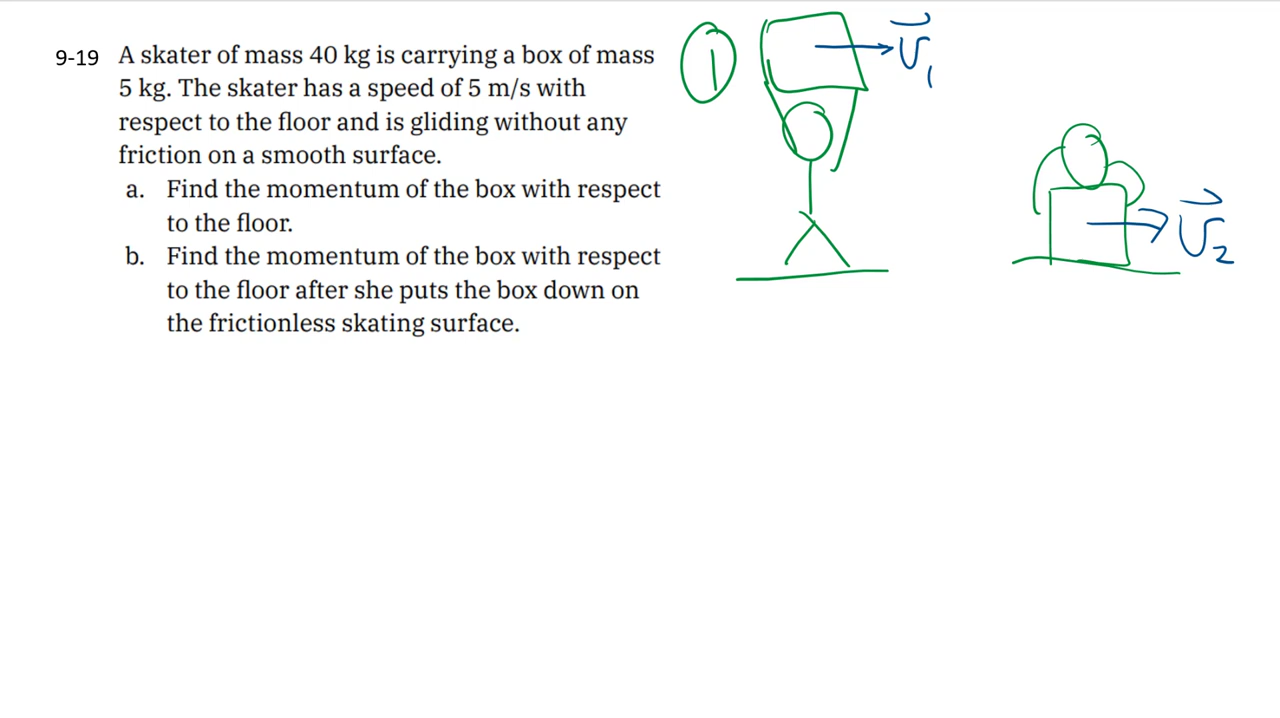 9-19 A skater of mass 40 kg is carrying a box of mass
5 kg. The skater has a speed of 5 m/s with
respect to the floor and is gliding without any
friction on a smooth surface.
a. Find the momentum of the box with respect
to the floor.
b. Find the momentum of the box with respect
to the floor after she puts the box down on
the frictionless skating surface.
1
v⃗₁
v⃗₂